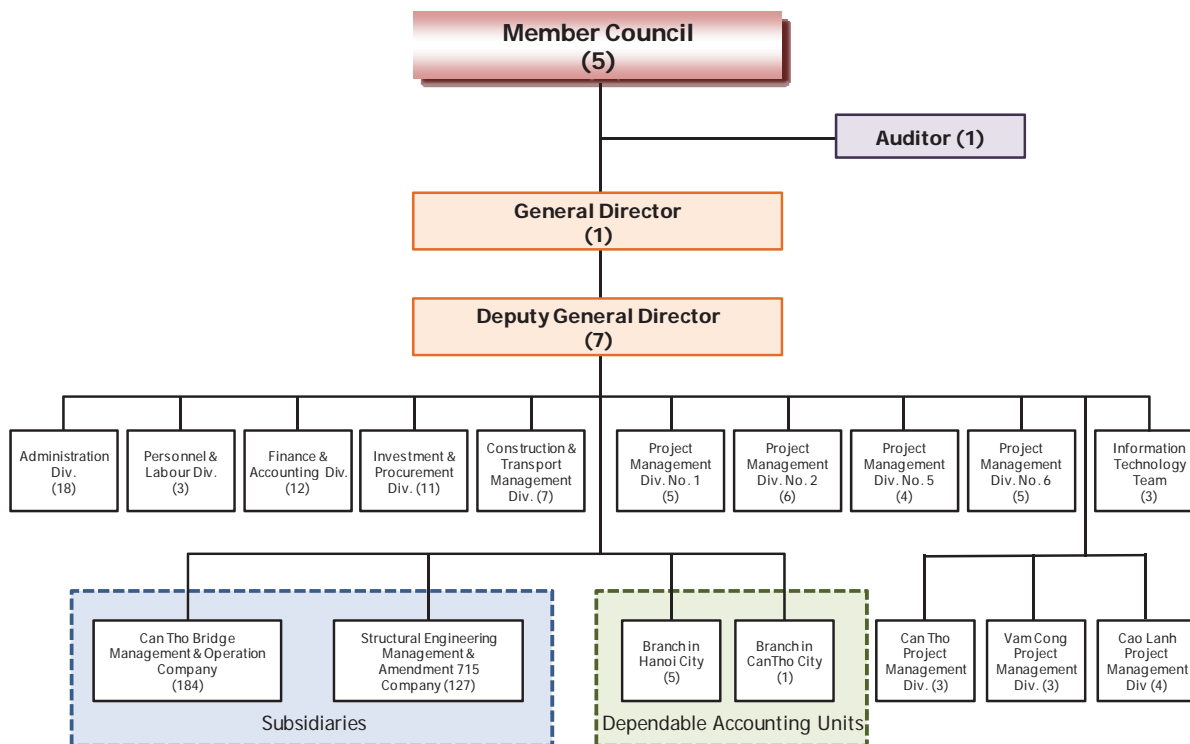 Member Council
(5)
Auditor (1)
General Director
(1)
Deputy General Director
(7)
Administration
Div.
(18)
Personnel &
Labour Div.
(3)
Finance &
Accounting Div.
(12)
Investment &
Procurement
Div. (11)
Construction &
Transport
Management
Div. (7)
Project
Management
Div. No. 1
(5)
Project
Management
Div. No. 2
(6)
Project
Management
Div. No. 5
(4)
Project
Management
Div. No. 6
(5)
Information
Technology
Team
(3)
Can Tho Bridge
Management & Operation
Company
(184)
Structural Engineering
Management &
Amendment 715
Company (127)
Subsidiaries
Branch in
Hanoi City
(5)
Branch in
CanTho City
(1)
Dependable Accounting Units
Can Tho
Project
Management
Div. (3)
Vam Cong
Project
Management
Div. (3)
Cao Lanh
Project
Management
Div (4)